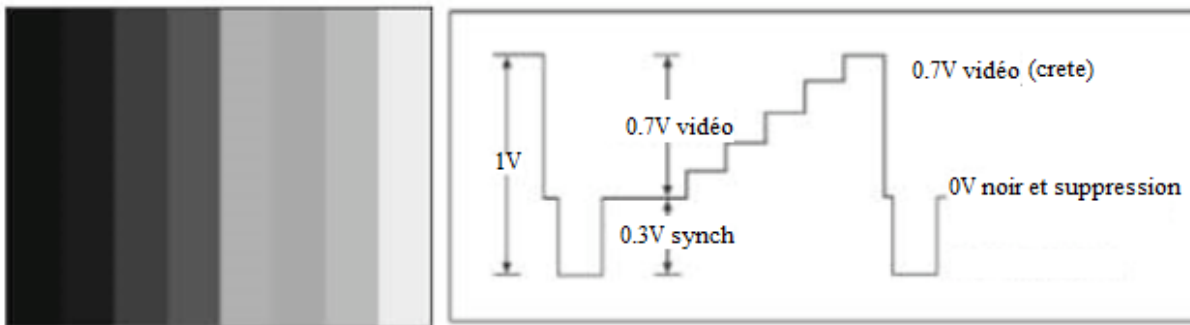 0.7V vidéo (crete)
0.7V vidéo
1V
0V noir et suppression
0.3V synch